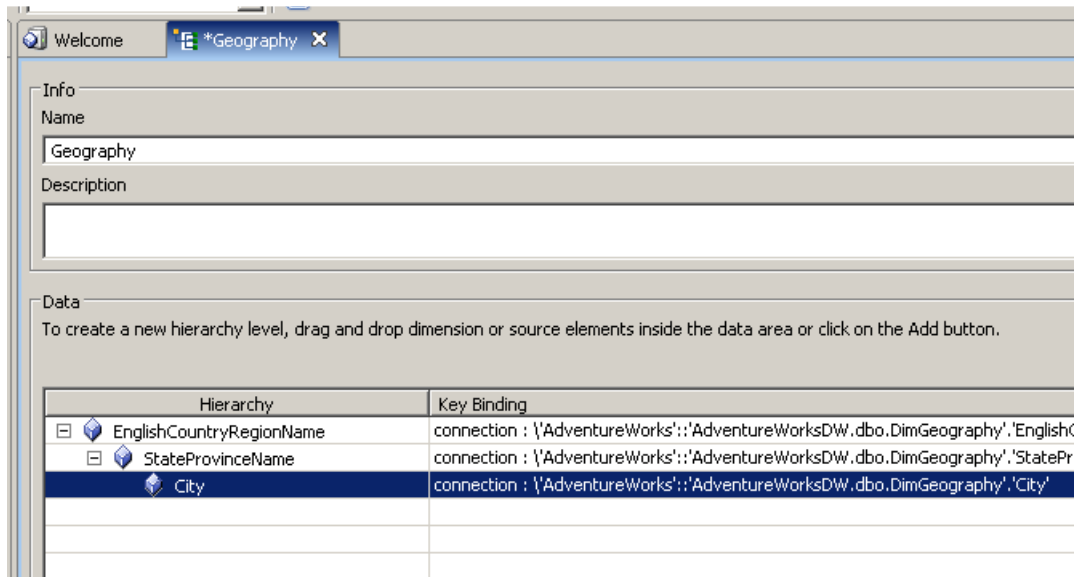 Welcome *Geography
Info
Name
Geography
Description
Data
To create a new hierarchy level, drag and drop dimension or source elements inside the data area or click on the Add button.
Hierarchy Key Binding
EnglishCountryRegionName connection : \'AdventureWorks'::'AdventureWorksDW.dbo.DimGeography'.'EnglishC
StateProvinceName connection : \'AdventureWorks'::'AdventureWorksDW.dbo.DimGeography'.'StatePr
City connection : \'AdventureWorks'::'AdventureWorksDW.dbo.DimGeography'.'City'